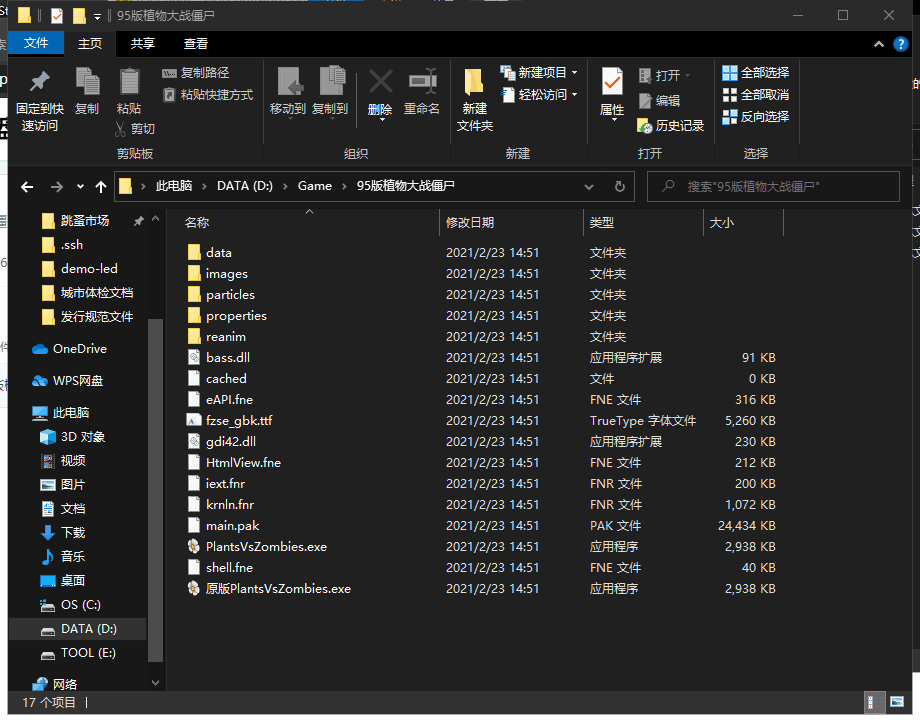 95版植物大战僵尸
文件 主页 共享 查看
固定到快速访问
复制
粘贴
复制路径
粘贴快捷方式
剪切
剪贴板
移动到 复制到 删除 重命名
组织
新建文件夹
新建项目
轻松访问
新建
属性
打开
编辑
历史记录
打开
全部选择
全部取消
反向选择
选择
此电脑 › DATA (D:) › Game › 95版植物大战僵尸
搜索"95版植物大战僵尸"
跳蚤市场
.ssh
demo-led
城市体检文档
发行规范文件
OneDrive
WPS网盘
此电脑
3D 对象
视频
图片
文档
下载
音乐
桌面
OS (C:)
DATA (D:)
TOOL (E:)
网络
名称 修改日期 类型 大小
data 2021/2/23 14:51 文件夹
images 2021/2/23 14:51 文件夹
particles 2021/2/23 14:51 文件夹
properties 2021/2/23 14:51 文件夹
reanim 2021/2/23 14:51 文件夹
bass.dll 2021/2/23 14:51 应用程序扩展 91 KB
cached 2021/2/23 14:51 文件 0 KB
eAPI.fne 2021/2/23 14:51 FNE 文件 316 KB
fzse_gbk.ttf 2021/2/23 14:51 TrueType 字体文件 5,260 KB
gdi42.dll 2021/2/23 14:51 应用程序扩展 230 KB
HtmlView.fne 2021/2/23 14:51 FNE 文件 212 KB
iext.fnr 2021/2/23 14:51 FNR 文件 200 KB
krnln.fnr 2021/2/23 14:51 FNR 文件 1,072 KB
main.pak 2021/2/23 14:51 PAK 文件 24,434 KB
PlantsVsZombies.exe 2021/2/23 14:51 应用程序 2,938 KB
shell.fne 2021/2/23 14:51 FNE 文件 40 KB
原版PlantsVsZombies.exe 2021/2/23 14:51 应用程序 2,938 KB
17 个项目